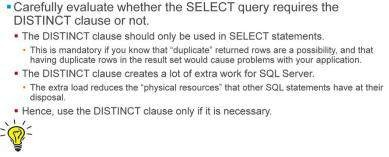 Carefully evaluate whether the SELECT query requires the
DISTINCT clause or not.
The DISTINCT clause should only be used in SELECT statements.
This is mandatory if you know that “duplicate” returned rows are a possibility, and that
having duplicate rows in the result set would cause problems with your application.
The DISTINCT clause creates a lot of extra work for SQL Server.
The extra load reduces the “physical resources” that other SQL statements have at their
disposal.
Hence, use the DISTINCT clause only if it is necessary.